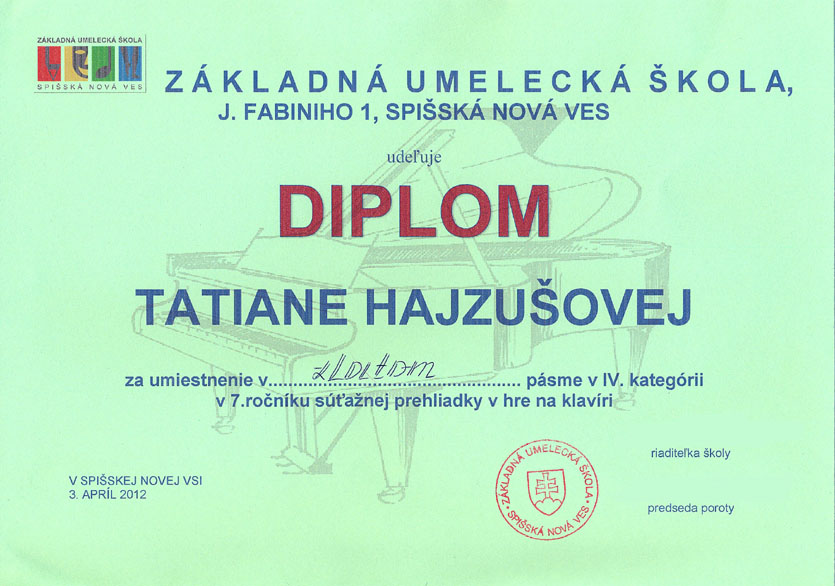 ZÁKLADNÁ UMELECKÁ ŠKOLA
SPIŠSKÁ NOVÁ VES
ZÁKLADNÁ UMELECKÁ ŠKOLA,
J. FABINIHO 1, SPIŠSKÁ NOVÁ VES
udeľuje
DIPLOM
TATIANE HAJZUŠOVEJ
za umiestnenie v....zlatom.... pásme v IV. kategórii
v 7.ročníku súťažnej prehliadky v hre na klavíri
V SPIŠSKEJ NOVEJ VSI
3. APRÍL 2012
ZÁKLADNÁ UMELECKÁ ŠKOLA
SPIŠSKÁ NOVÁ VES
riaditeľka školy
predseda poroty